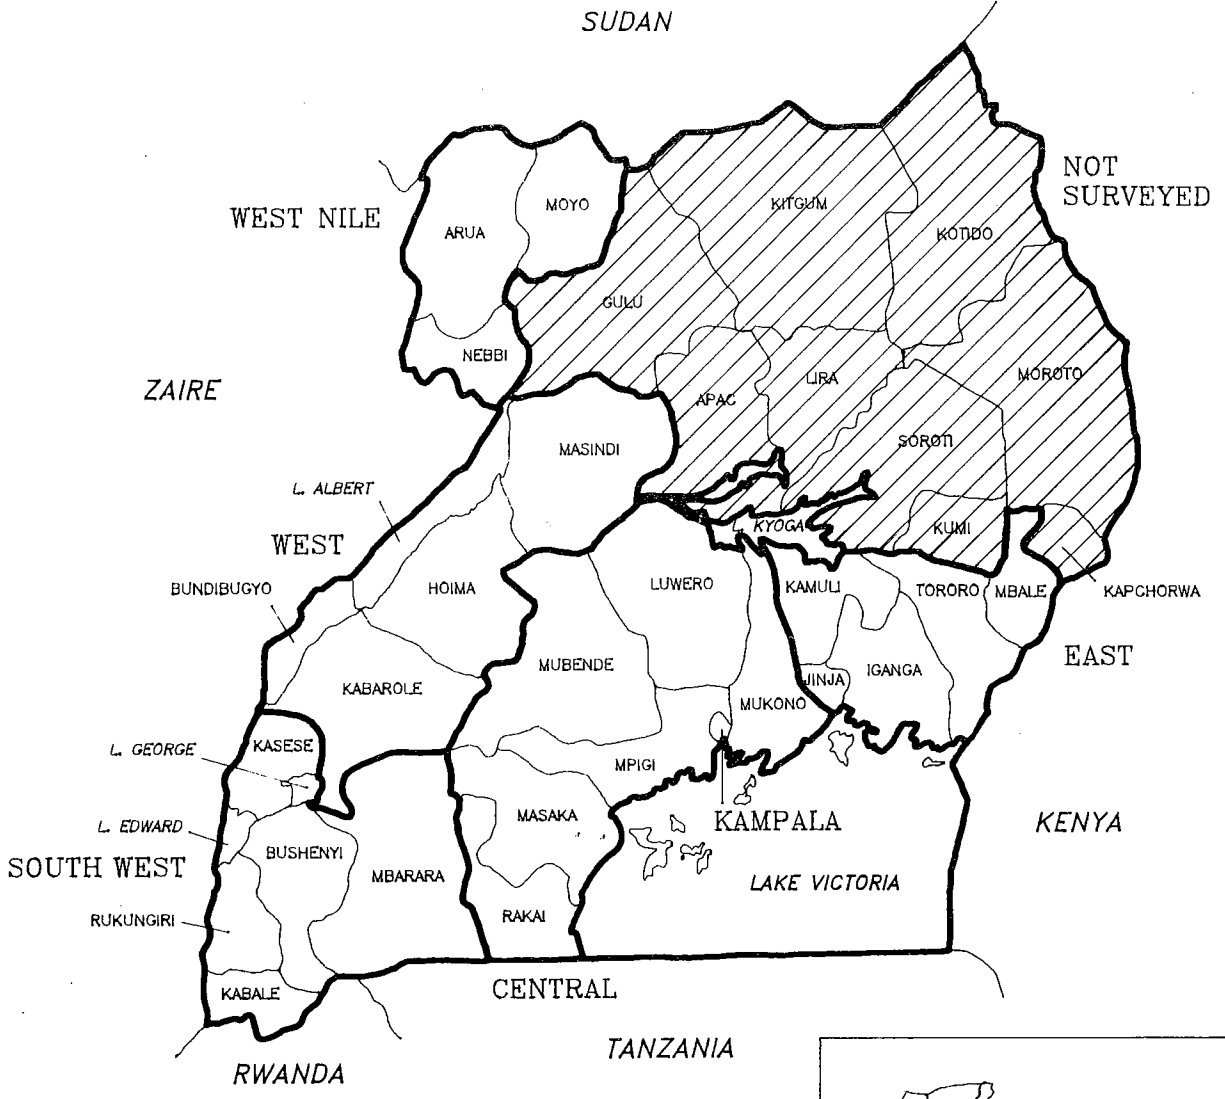 SUDAN
NOT
SURVEYED
WEST NILE
MOYO
ARUA
KITGUM
KOTIDO
GULU
NEBBI
ZAIRE
LIRA
MOROTO
APAC
MASINDI
SOROTI
L. ALBERT
WEST
L. KYOGA
KUMI
BUNDIBUGYO
HOIMA
LUWERO
KAMULI
TORORO
MBALE
KAPCHORWA
MUBENDE
EAST
KABAROLE
JINJA
IGANGA
MUKONO
KASESE
L. GEORGE
MPIGI
MASAKA
KAMPALA
KENYA
L. EDWARD
BUSHENYI
SOUTH WEST
MBARARA
LAKE VICTORIA
RUKUNGIRI
RAKAI
KABALE
CENTRAL
TANZANIA
RWANDA